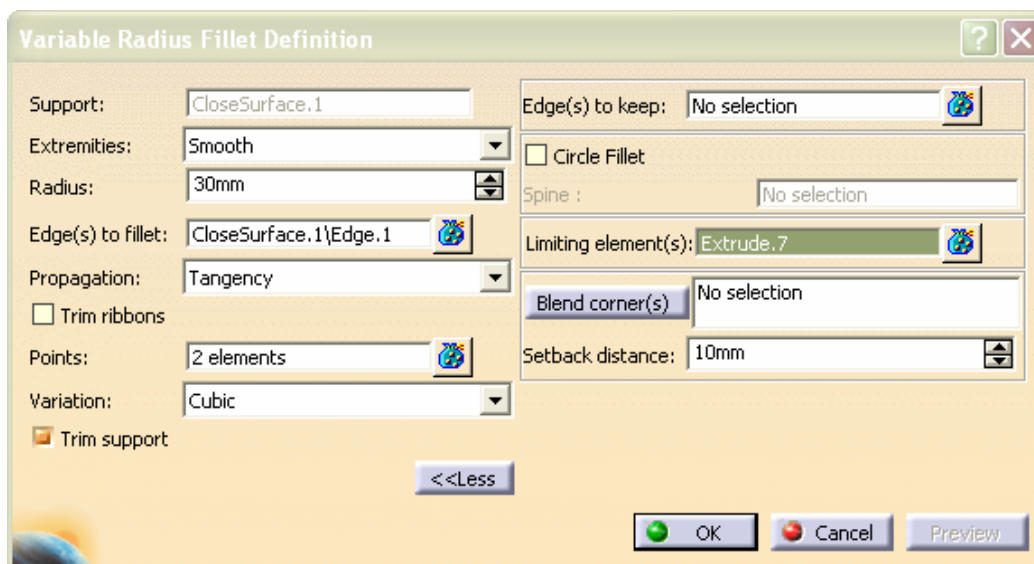 Variable Radius Fillet Definition
?
X
Support: CloseSurface.1
Extremities: Smooth
Radius: 30mm
Edge(s) to fillet: CloseSurface.1\Edge.1
Propagation: Tangency
Trim ribbons
Points: 2 elements
Variation: Cubic
Trim support
<<Less
Edge(s) to keep: No selection
Circle Fillet
Spine : No selection
Limiting element(s): Extrude.7
Blend corner(s) No selection
Setback distance: 10mm
OK Cancel Preview